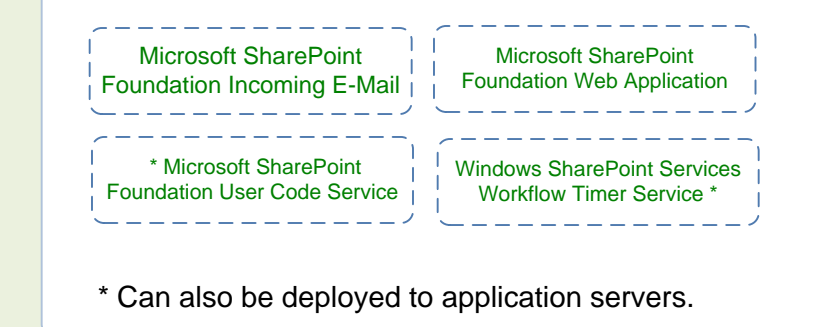 Microsoft SharePoint
Foundation Incoming E-Mail
Microsoft SharePoint
Foundation Web Application
* Microsoft SharePoint
Foundation User Code Service
Windows SharePoint Services
Workflow Timer Service *
* Can also be deployed to application servers.